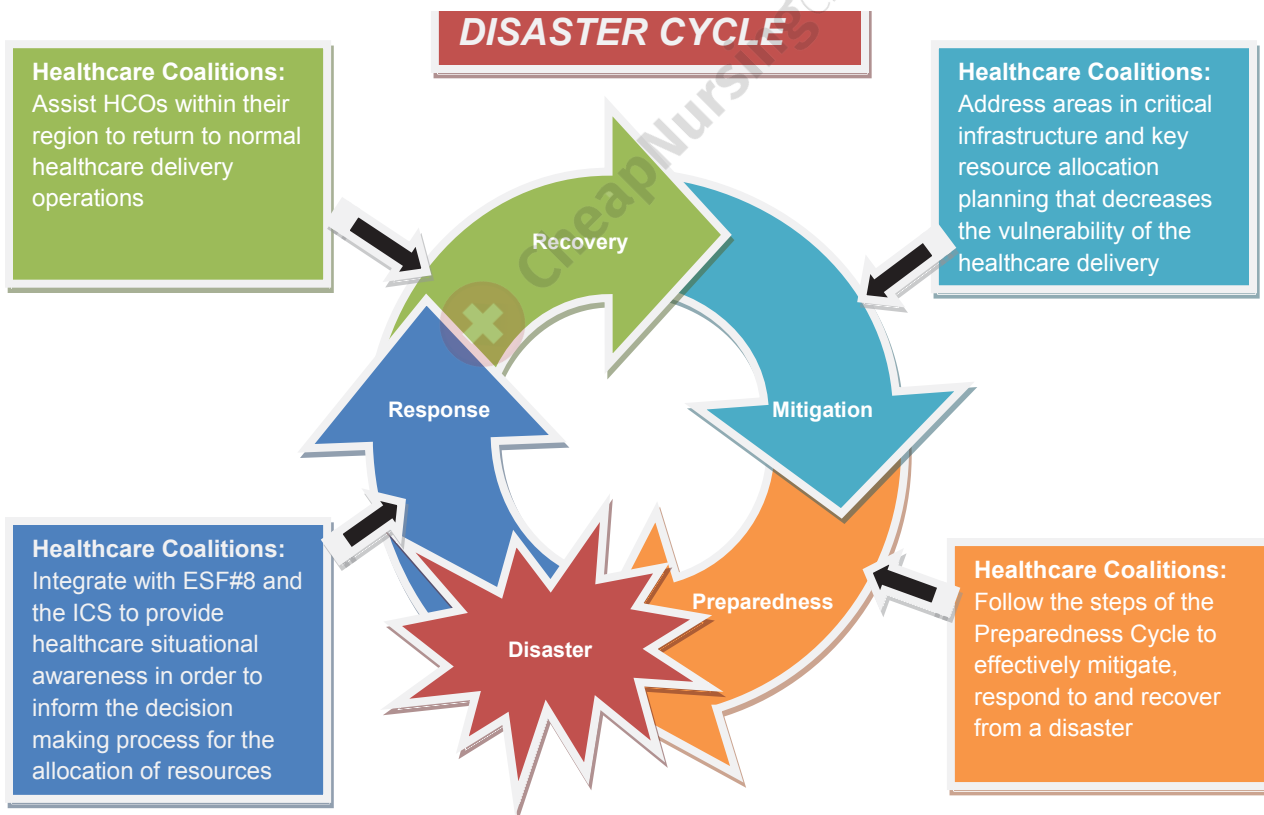 DISASTER CYCLE
Healthcare Coalitions:
Assist HCOs within their
region to return to normal
healthcare delivery
operations
Healthcare Coalitions:
Address areas in critical
infrastructure and key
resource allocation
planning that decreases
the vulnerability of the
healthcare delivery
Recovery
Mitigation
Response
Preparedness
Disaster
Healthcare Coalitions:
Integrate with ESF#8 and
the ICS to provide
healthcare situational
awareness in order to
inform the decision
making process for the
allocation of resources
Healthcare Coalitions:
Follow the steps of the
Preparedness Cycle to
effectively mitigate,
respond to and recover
from a disaster
CheapNursing